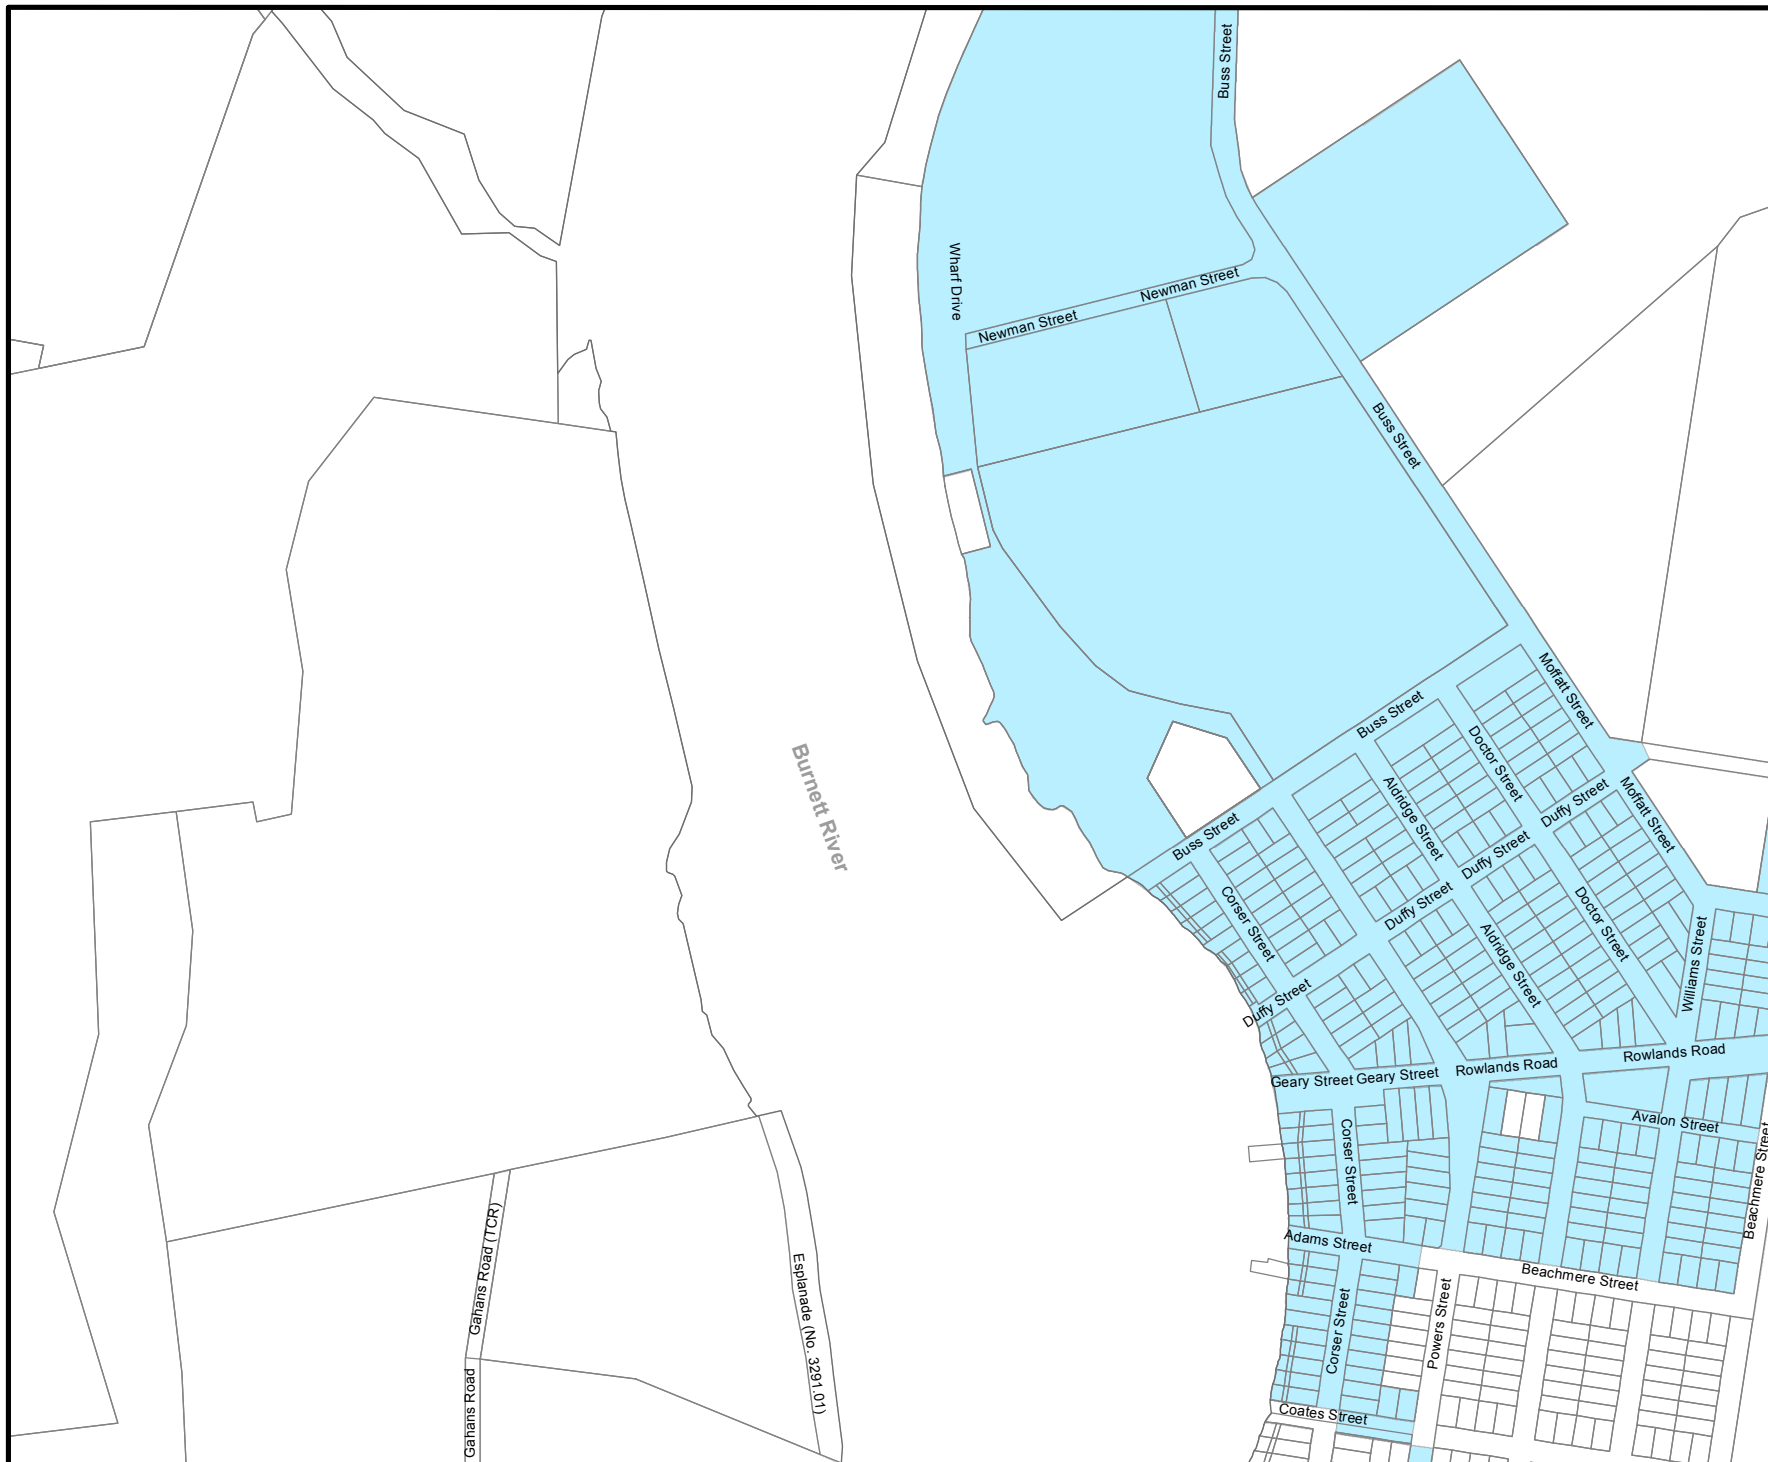 Buss Street
Wharf Drive
Newman Street
Newman Street
Buss Street
Moffatt Street
Buss Street
Doctor Street
Aldridge Street
Duffy Street
Moffatt Street
Burnett River
Buss Street
Duffy Street
Duffy Street
Corser Street
Doctor Street
Aldridge Street
Williams Street
Duffy Street
Rowlands Road
Rowlands Road
Geary Street
Geary Street
Avalon Street
Corser Street
Beachmere Street
Gahans Road (TCR)
Adams Street
Beachmere Street
Esplanade (No. 3291.01)
Corser Street
Powers Street
Gahans Road
Coates Street